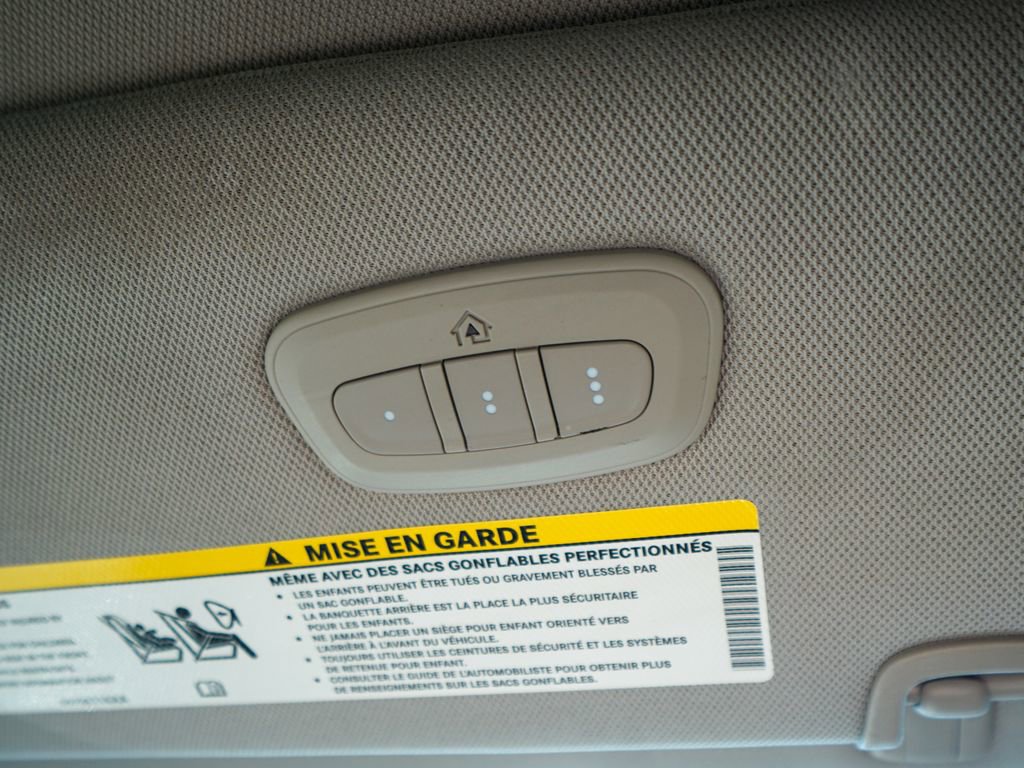 MISE EN GARDE
MÊME AVEC DES SACS GONFLABLES PERFECTIONNÉS
• LES ENFANTS PEUVENT ÊTRE TUÉS OU GRAVEMENT BLESSÉS PAR
UN SAC GONFLABLE.
• LA BANQUETTE ARRIÈRE EST LA PLACE LA PLUS SÉCURITAIRE
POUR LES ENFANTS.
• NE JAMAIS PLACER UN SIÈGE POUR ENFANT ORIENTÉ VERS
L'ARRIÈRE À L'AVANT DU VÉHICULE.
• TOUJOURS UTILISER LES CEINTURES DE SÉCURITÉ ET LES SYSTÈMES
DE RETENUE POUR ENFANT.
• CONSULTER LE GUIDE DE L'AUTOMOBILISTE POUR OBTENIR PLUS
DE RENSEIGNEMENTS SUR LES SACS GONFLABLES.